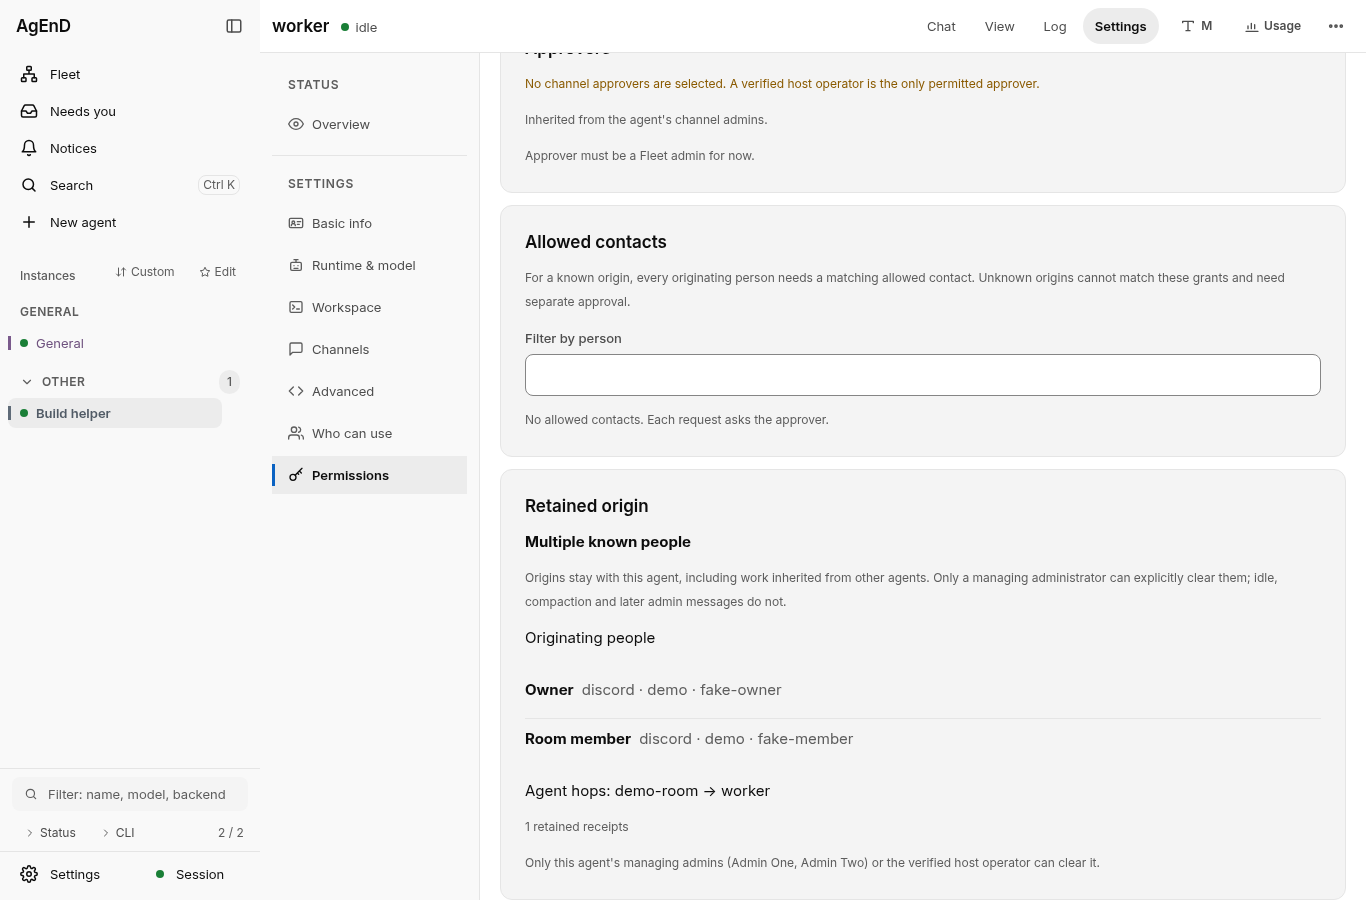 AgEnD
Fleet
Needs you
Notices
Search
Ctrl K
New agent
Instances
Custom
Edit
GENERAL
General
OTHER
1
Build helper
Filter: name, model, backend
Status
CLI
2 / 2
Settings
Session
worker
idle
Chat
View
Log
Settings
M
Usage
STATUS
Overview
SETTINGS
Basic info
Runtime & model
Workspace
Channels
Advanced
Who can use
Permissions
Approvers
No channel approvers are selected. A verified host operator is the only permitted approver.
Inherited from the agent's channel admins.
Approver must be a Fleet admin for now.
Allowed contacts
For a known origin, every originating person needs a matching allowed contact. Unknown origins cannot match these grants and need
separate approval.
Filter by person
No allowed contacts. Each request asks the approver.
Retained origin
Multiple known people
Origins stay with this agent, including work inherited from other agents. Only a managing administrator can explicitly clear them; idle,
compaction and later admin messages do not.
Originating people
Owner discord · demo · fake-owner
Room member discord · demo · fake-member
Agent hops: demo-room → worker
1 retained receipts
Only this agent's managing admins (Admin One, Admin Two) or the verified host operator can clear it.